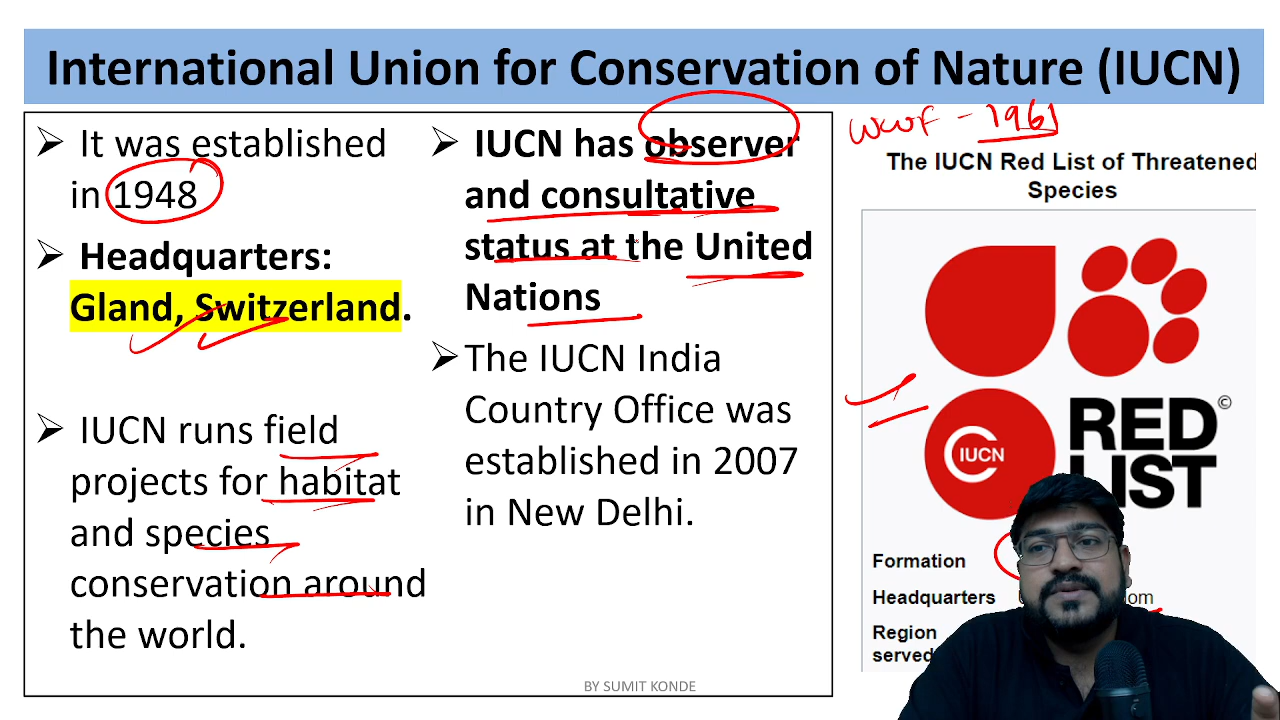 International Union for Conservation of Nature (IUCN)
➢ It was established
in 1948
➢ Headquarters:
Gland, Switzerland.
➢ IUCN runs field
projects for habitat
and species
conservation around
the world.
➢ IUCN has observer
and consultative
status at the United
Nations
➢ The IUCN India
Country Office was
established in 2007
in New Delhi.
WWF - 1961
The IUCN Red List of Threatened
Species
RED
LIST
©
IUCN
Formation
Headquarters
Region
served
BY SUMIT KONDE